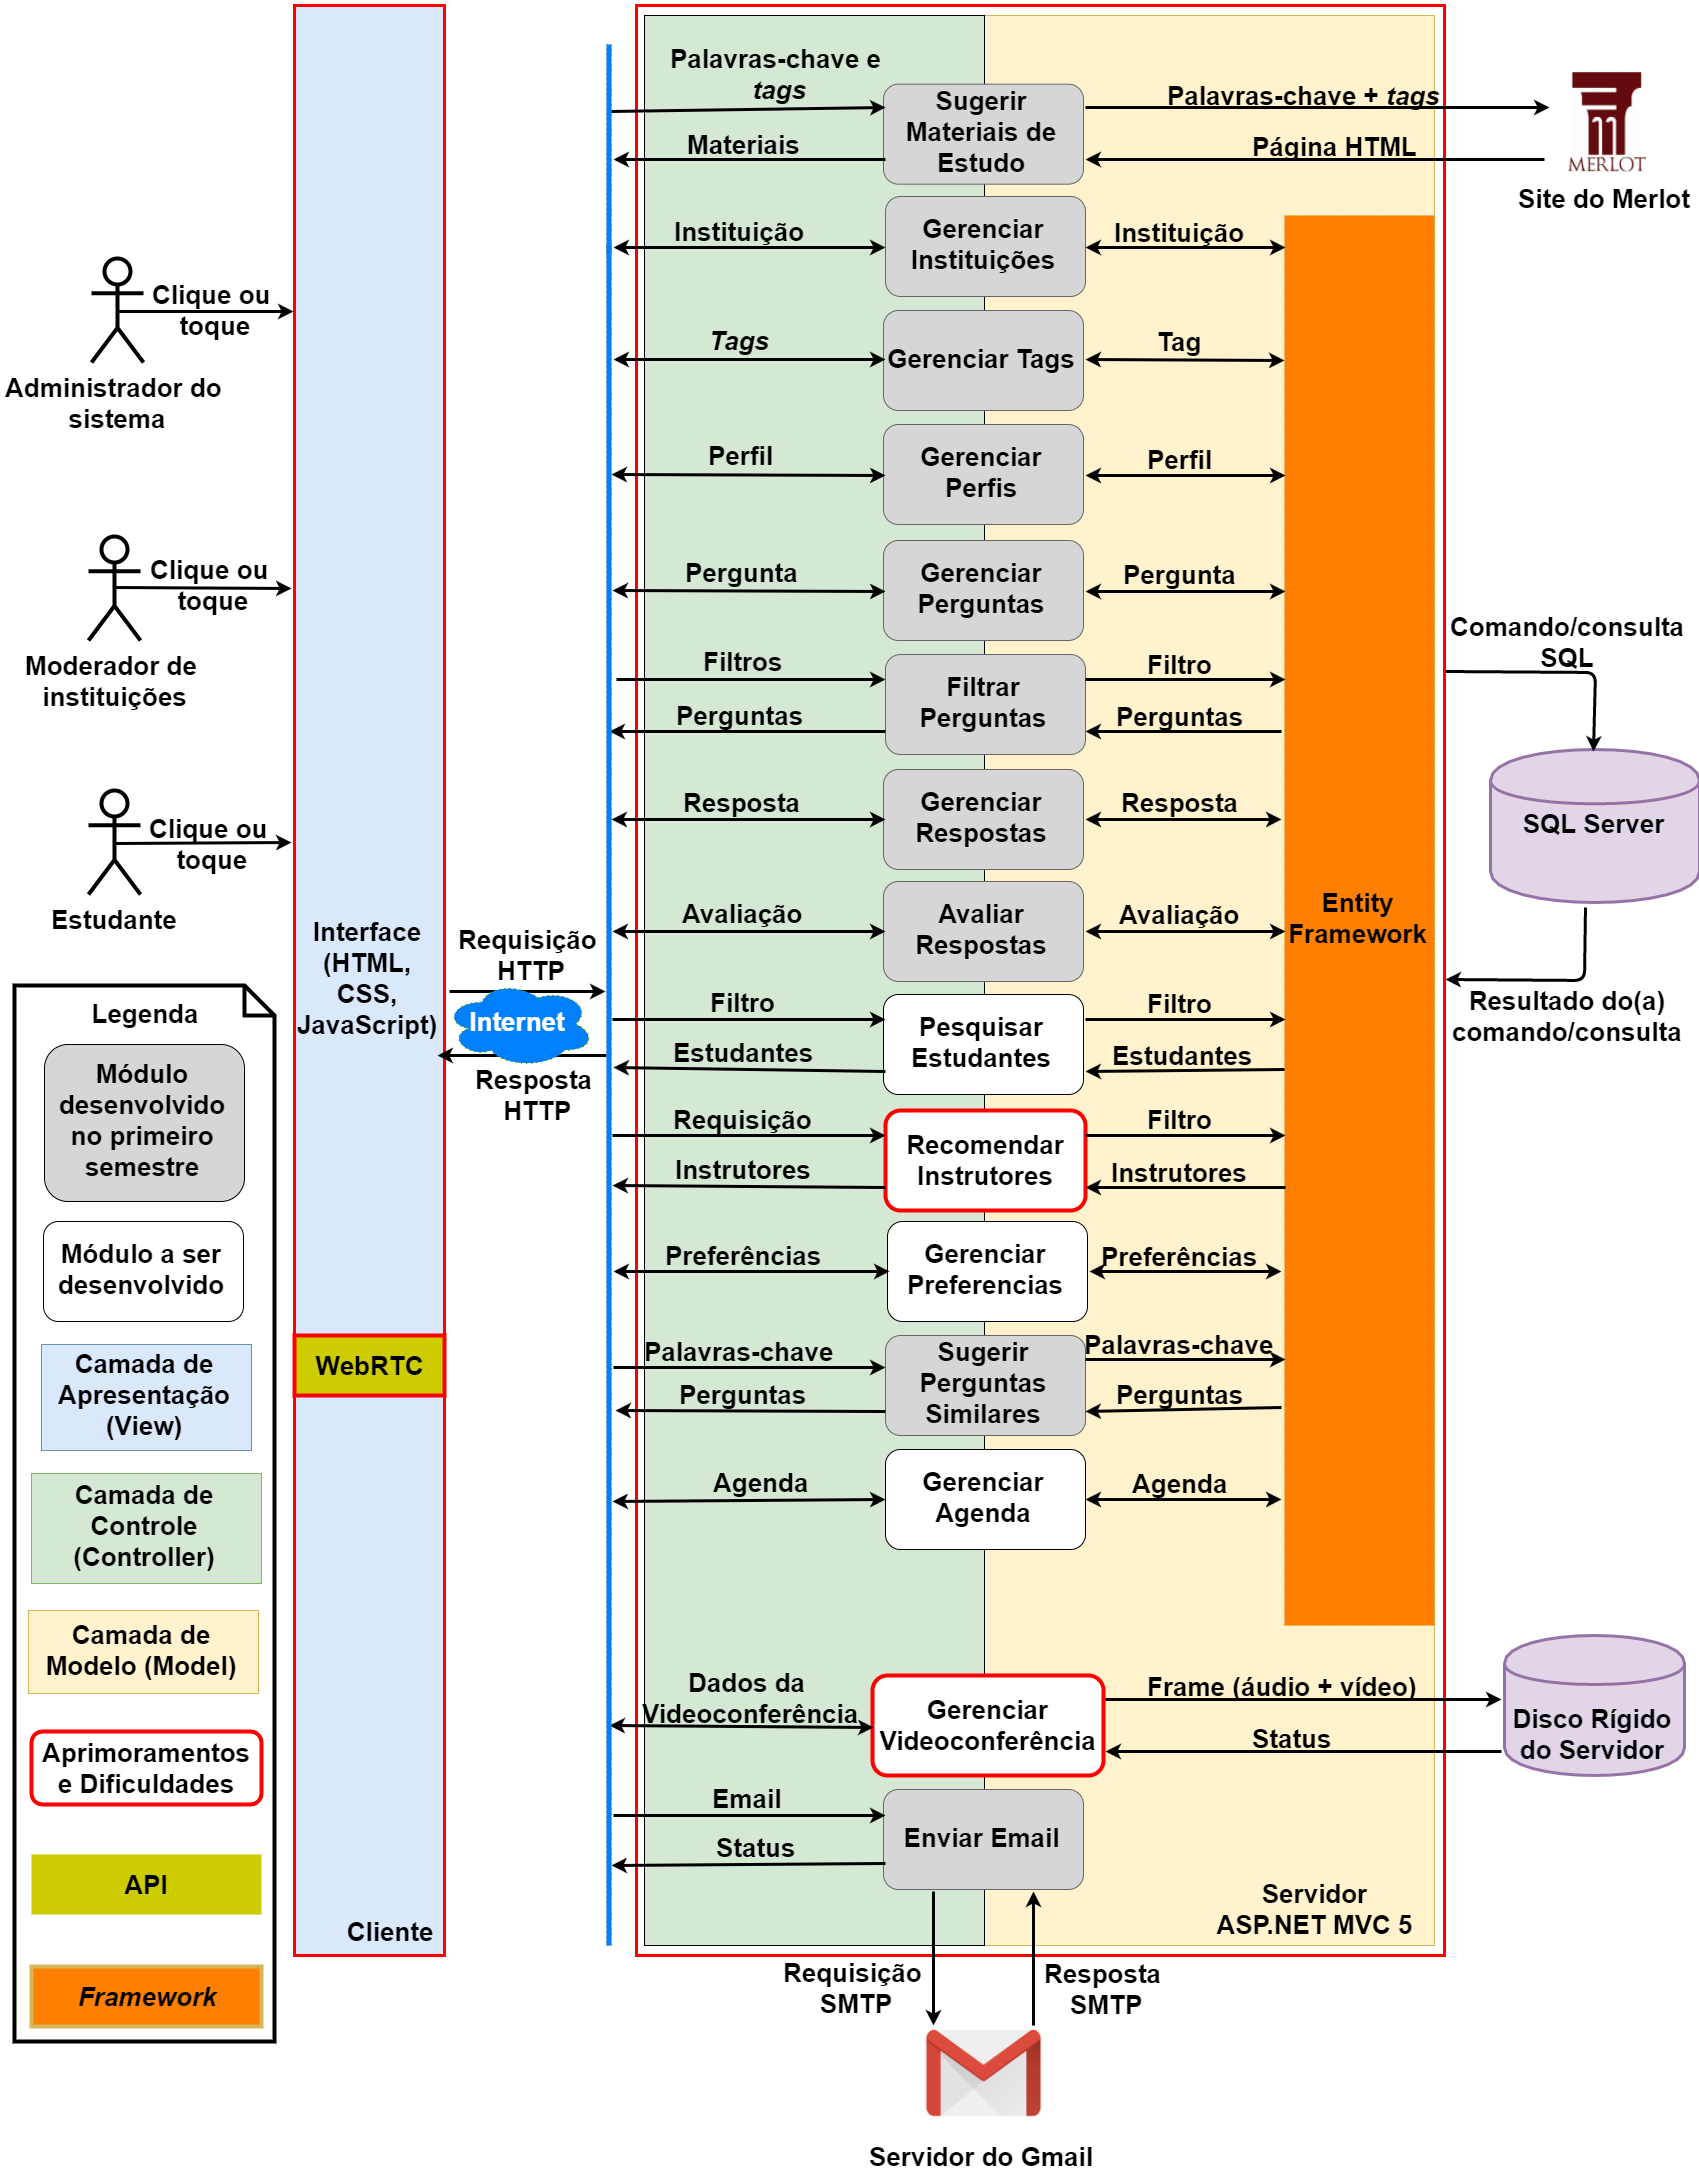 Palavras-chave e
tags
Sugerir
Materiais de
Estudo
Palavras-chave + tags
Materiais
Página HTML
MERLOT
Site do Merlot
Instituição
Gerenciar
Instituições
Instituição
Clique ou
toque
Administrador do
sistema
Tags
Gerenciar Tags
Tag
Perfil
Gerenciar
Perfis
Perfil
Clique ou
toque
Moderador de
instituições
Pergunta
Gerenciar
Perguntas
Pergunta
Filtros
Filtrar
Perguntas
Filtro
Perguntas
Perguntas
Comando/consulta
SQL
SQL Server
Resultado do(a)
comando/consulta
Clique ou
toque
Estudante
Resposta
Gerenciar
Respostas
Resposta
Avaliação
Avaliar
Respostas
Avaliação
Entity
Framework
Interface
(HTML,
CSS,
JavaScript)
Requisição
HTTP
Internet
Resposta
HTTP
Filtro
Pesquisar
Estudantes
Filtro
Estudantes
Estudantes
Requisição
Recomendar
Instrutores
Filtro
Instrutores
Instrutores
Preferências
Gerenciar
Preferencias
Preferências
WebRTC
Palavras-chave
Sugerir
Perguntas
Similares
Palavras-chave
Perguntas
Perguntas
Agenda
Gerenciar
Agenda
Agenda
Dados da
Videoconferência
Gerenciar
Videoconferência
Frame (áudio + vídeo)
Status
Disco Rígido
do Servidor
Email
Enviar Email
Status
Servidor
ASP.NET MVC 5
Cliente
Requisição
SMTP
Resposta
SMTP
Servidor do Gmail
Legenda
Módulo
desenvolvido
no primeiro
semestre
Módulo a ser
desenvolvido
Camada de
Apresentação
(View)
Camada de
Controle
(Controller)
Camada de
Modelo (Model)
Aprimoramentos
e Dificuldades
API
Framework